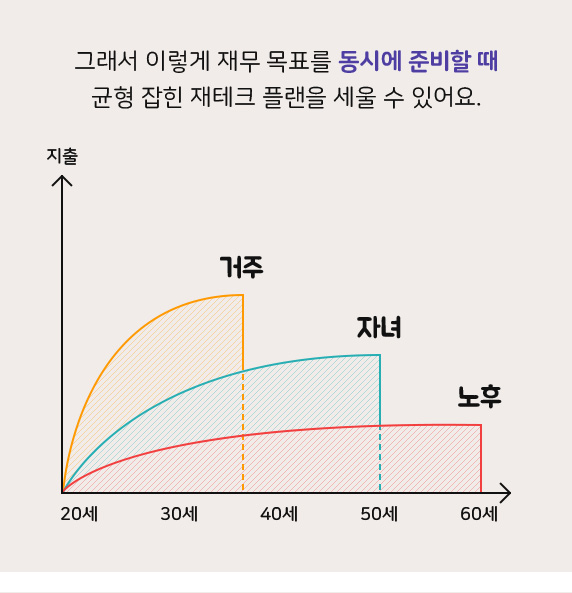 그래서 이렇게 재무 목표를 동시에 준비할 때
균형 잡힌 재테크 플랜을 세울 수 있어요.
지출
거주
자녀
노후
20세 30세 40세 50세 60세